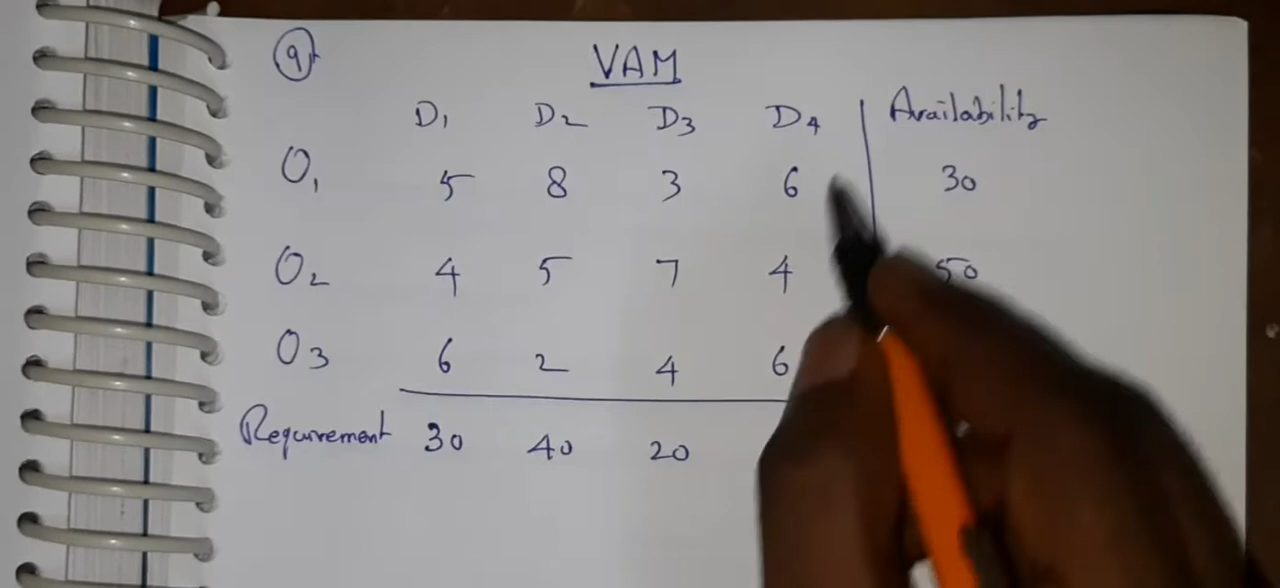 9) VAM
D1 D2 D3 D4 Availability
O1 5 8 3 6 30
O2 4 5 7 4 50
O3 6 2 4 6
Requirement 30 40 20